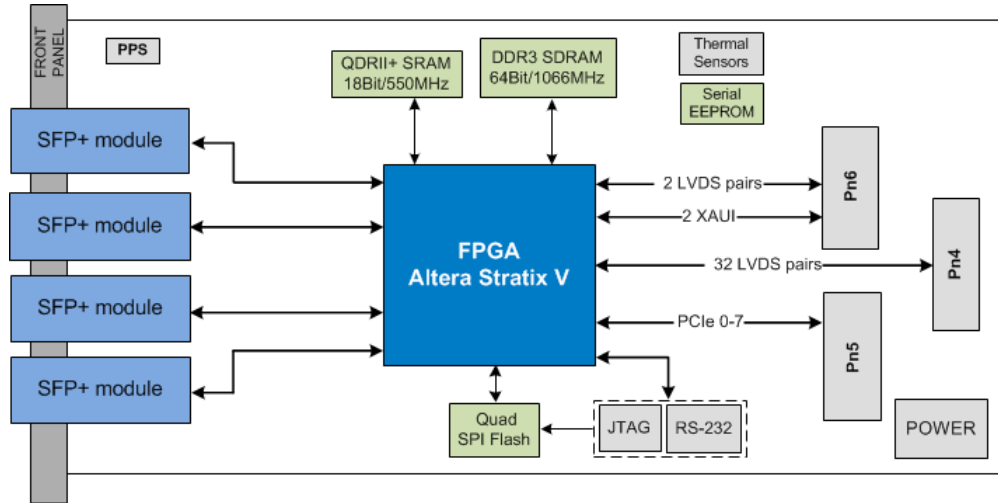 FRONT
PANEL
PPS
QDRII+ SRAM
18Bit/550MHz
DDR3 SDRAM
64Bit/1066MHz
Thermal
Sensors
Serial
EEPROM
SFP+ module
SFP+ module
SFP+ module
SFP+ module
FPGA
Altera Stratix V
2 LVDS pairs
2 XAUI
32 LVDS pairs
PCIe 0-7
Pn6
Pn4
Pn5
Quad
SPI Flash
JTAG
RS-232
POWER